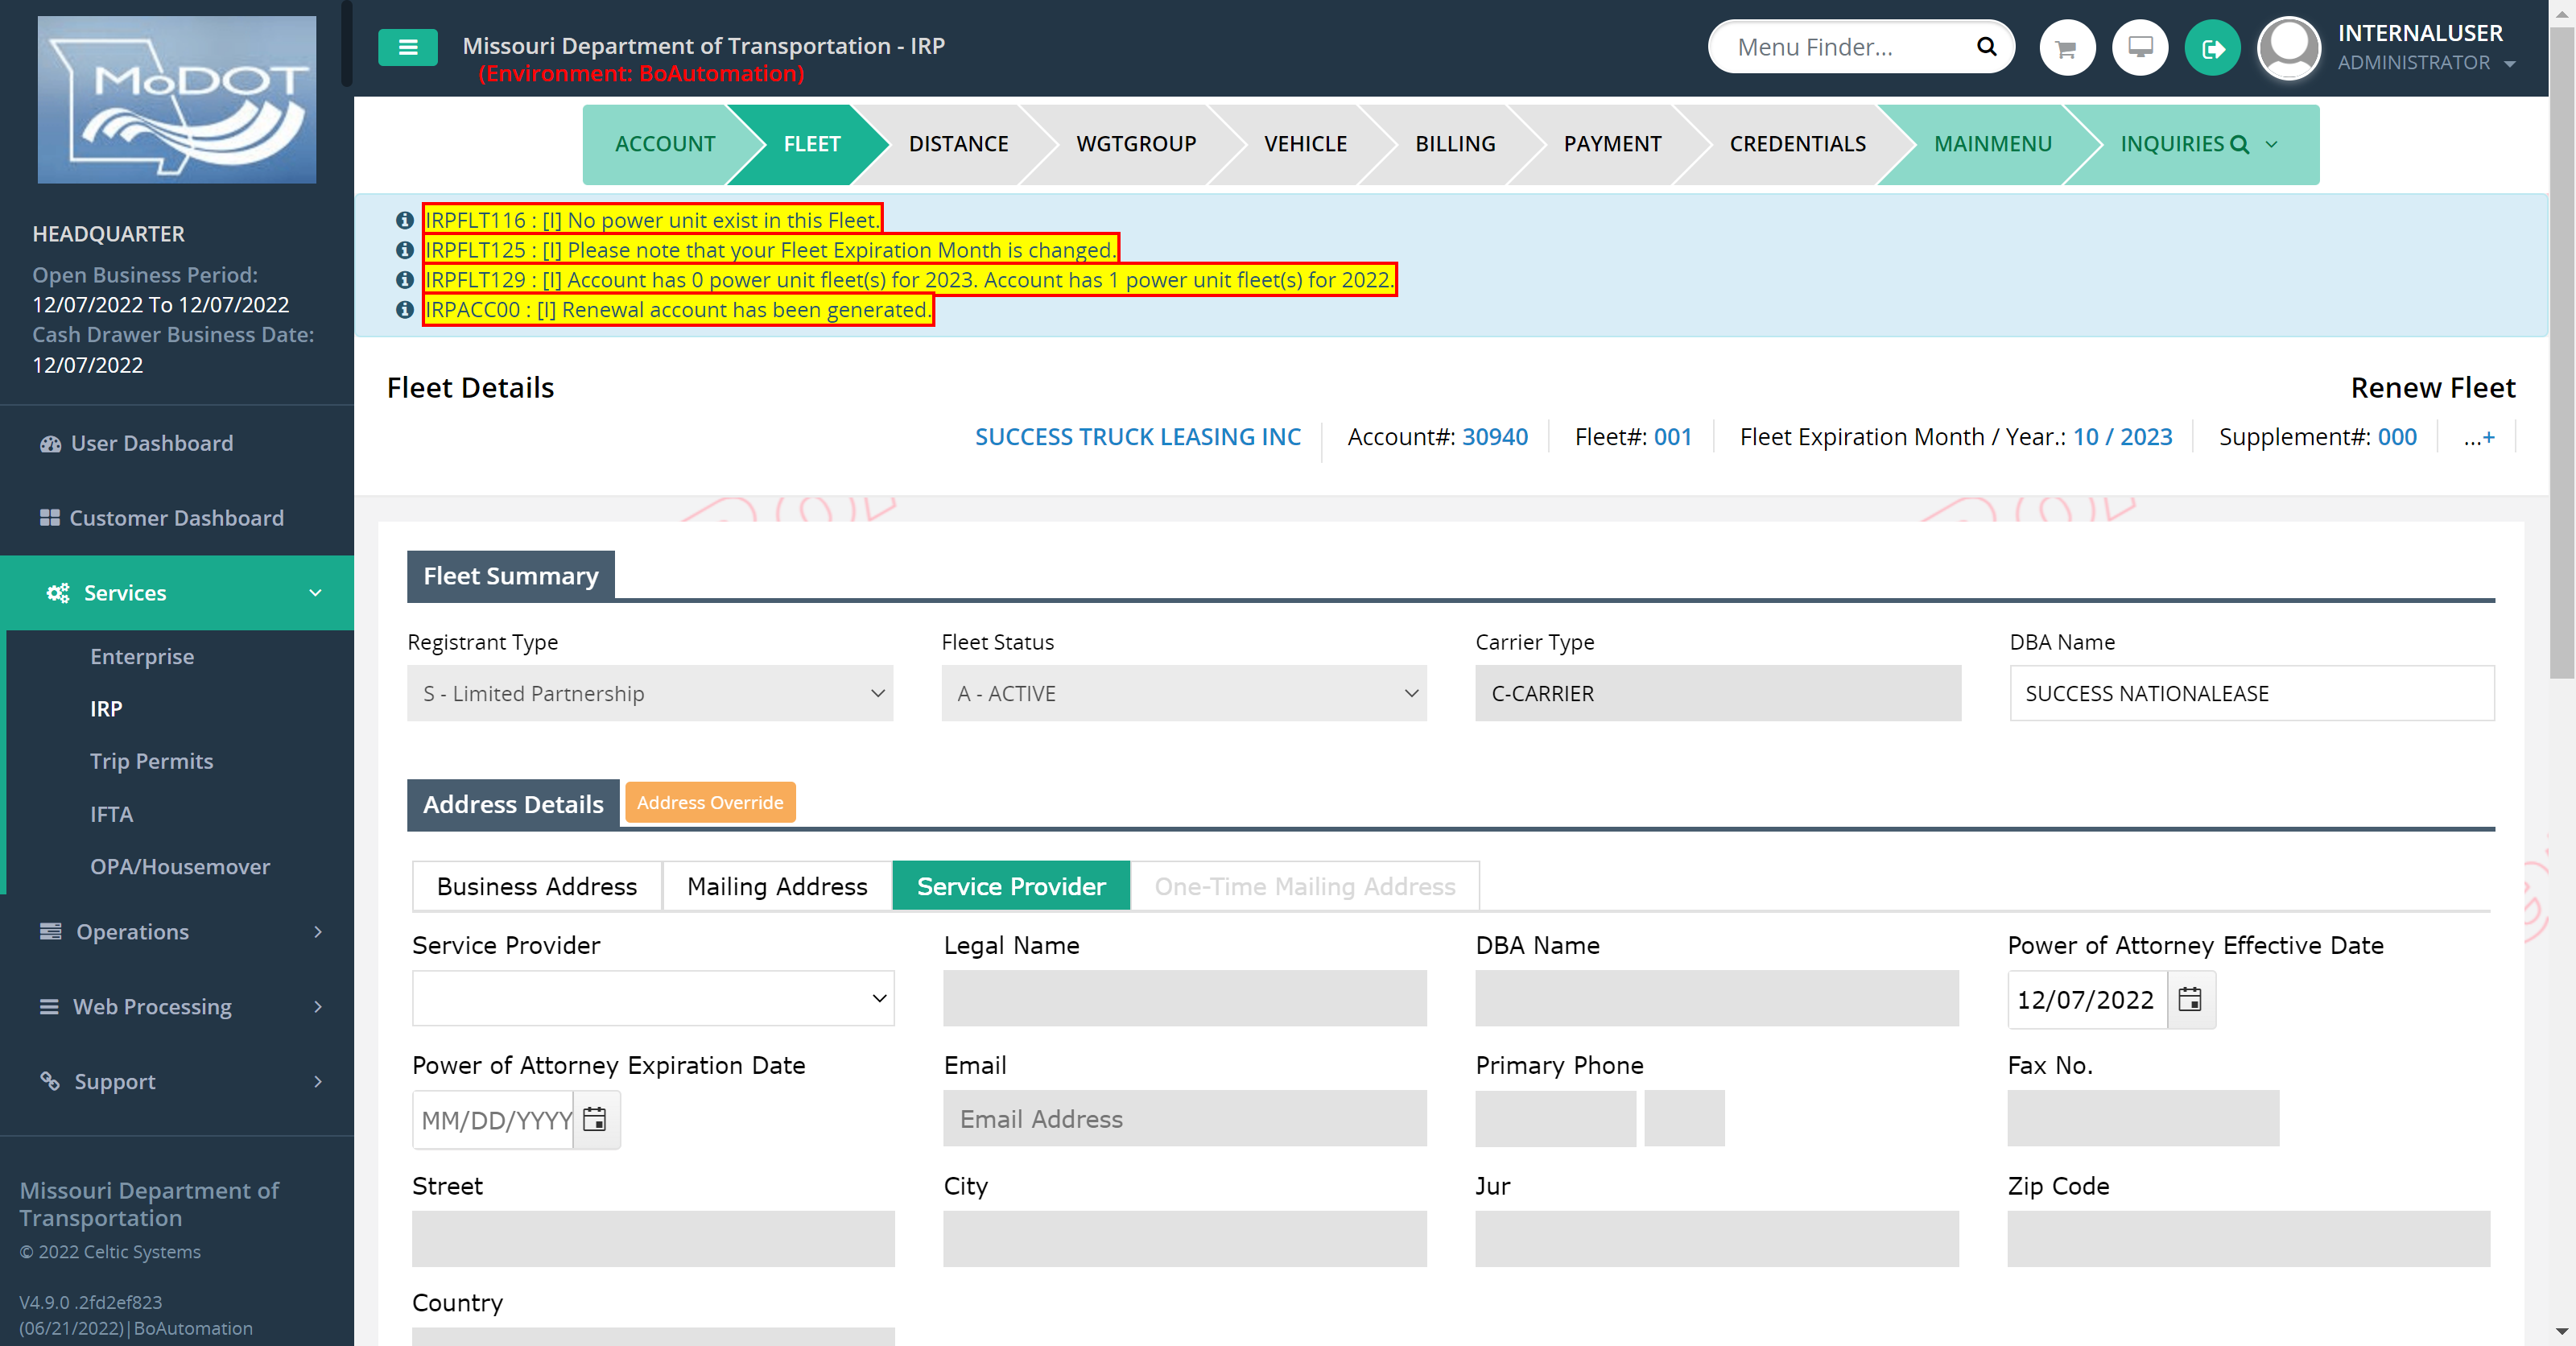 MoDOT
HEADQUARTER
Open Business Period:
12/07/2022 To 12/07/2022
Cash Drawer Business Date:
12/07/2022
User Dashboard
Customer Dashboard
Services
Enterprise
IRP
Trip Permits
IFTA
OPA/Housemover
Operations
Web Processing
Support
Missouri Department of
Transportation
© 2022 Celtic Systems
V4.9.0 .2fd2ef823
(06/21/2022)|BoAutomation
Missouri Department of Transportation - IRP
(Environment: BoAutomation)
Menu Finder...
INTERNALUSER
ADMINISTRATOR
ACCOUNT FLEET DISTANCE WGTGROUP VEHICLE BILLING PAYMENT CREDENTIALS MAINMENU INQUIRIES
IRPFLT116 : [I] No power unit exist in this Fleet.
IRPFLT125 : [I] Please note that your Fleet Expiration Month is changed.
IRPFLT129 : [I] Account has 0 power unit fleet(s) for 2023. Account has 1 power unit fleet(s) for 2022.
IRPACC00 : [I] Renewal account has been generated.
Fleet Details Renew Fleet
SUCCESS TRUCK LEASING INC Account#: 30940 Fleet#: 001 Fleet Expiration Month / Year.: 10 / 2023 Supplement#: 000 ...+
Fleet Summary
Registrant Type Fleet Status Carrier Type DBA Name
S - Limited Partnership A - ACTIVE C-CARRIER SUCCESS NATIONALEASE
Address Details Address Override
Business Address Mailing Address Service Provider One-Time Mailing Address
Service Provider Legal Name DBA Name Power of Attorney Effective Date
12/07/2022
Power of Attorney Expiration Date Email Primary Phone Fax No.
MM/DD/YYYY Email Address
Street City Jur Zip Code
Country